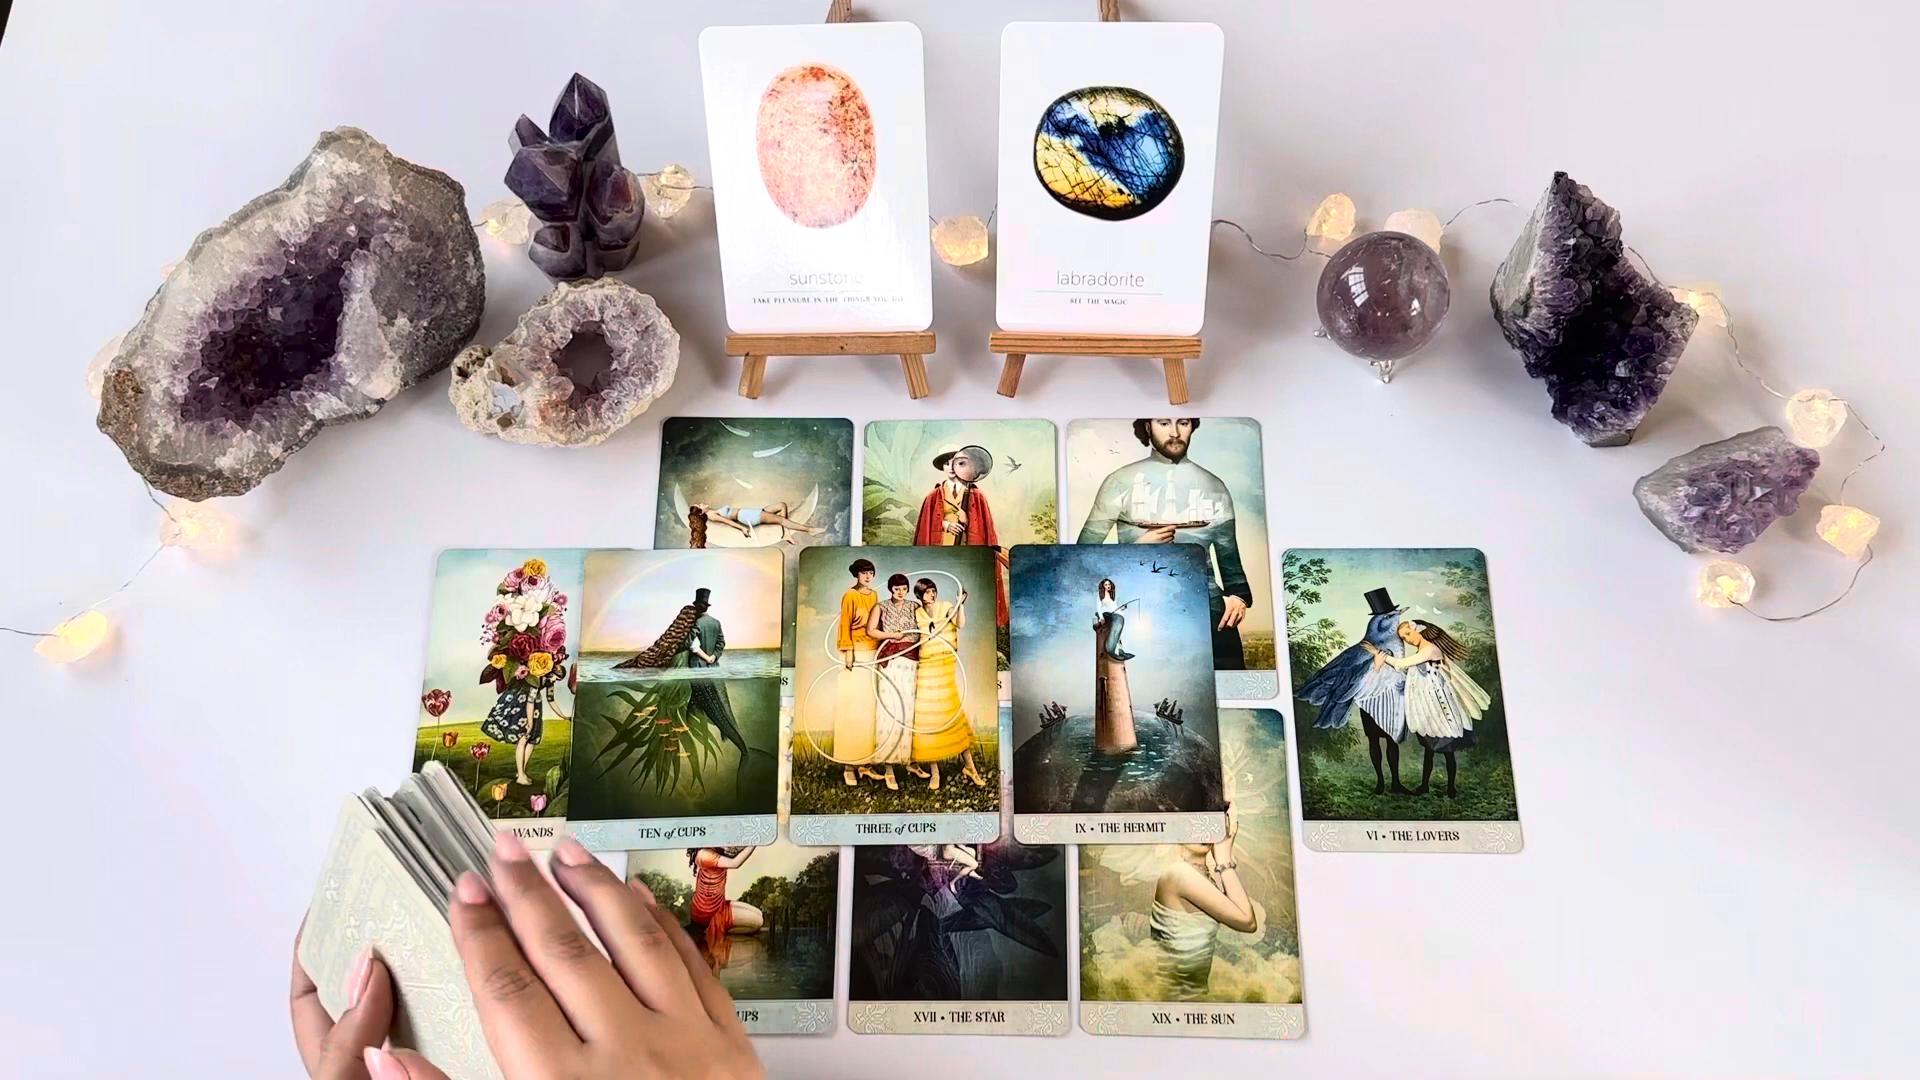 sunstone
TAKE PLEASURE IN THE THINGS YOU DO
labradorite
SEE THE MAGIC
WANDS
TEN of CUPS
THREE of CUPS
IX • THE HERMIT
VI • THE LOVERS
UPS
XVII • THE STAR
XIX • THE SUN